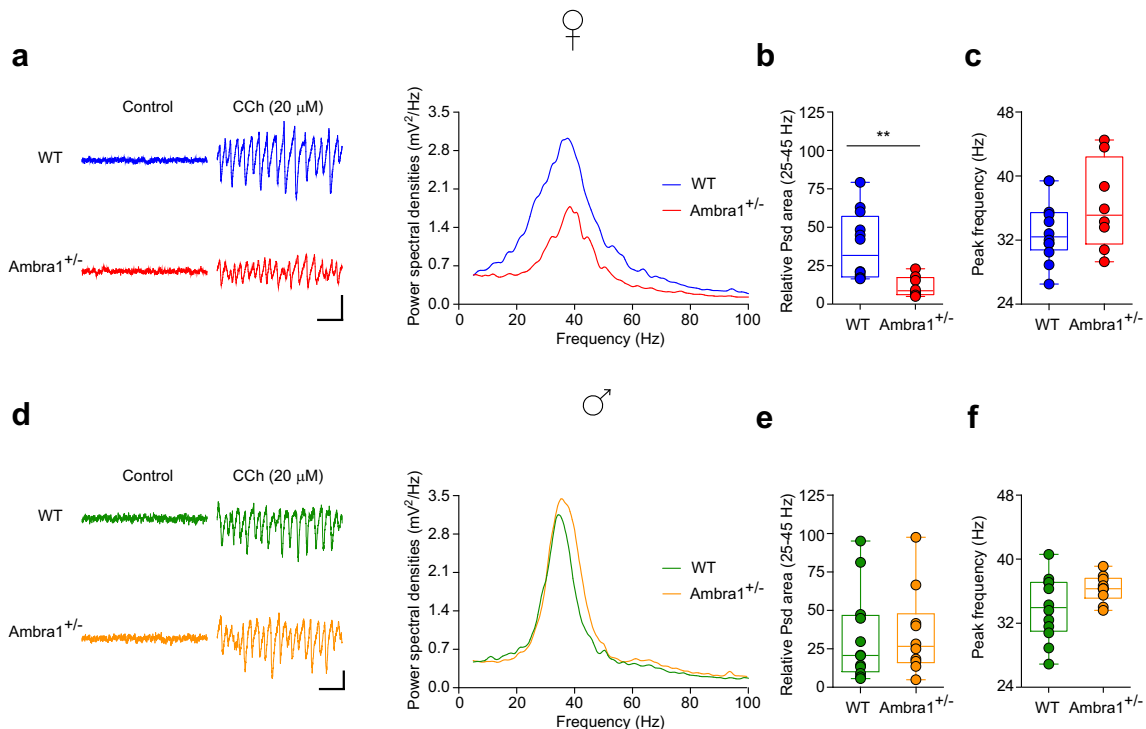 ♀
a
b
c
Control
CCh (20 μM)
WT
Ambra1+/-
Power spectral densities (mV²/Hz)
3.5
2.8
2.1
1.4
0.7
0.0
0
20
40
60
80
100
Frequency (Hz)
WT
Ambra1+/-
Relative Psd area (25-45 Hz)
125
100
75
50
25
0
**
WT
Ambra1+/-
Peak frequency (Hz)
48
40
32
24
WT
Ambra1+/-
♂
d
e
f
Control
CCh (20 μM)
WT
Ambra1+/-
Power spectral densities (mV²/Hz)
3.5
2.8
2.1
1.4
0.7
0.0
0
20
40
60
80
100
Frequency (Hz)
WT
Ambra1+/-
Relative Psd area (25-45 Hz)
125
100
75
50
25
0
WT
Ambra1+/-
Peak frequency (Hz)
48
40
32
24
WT
Ambra1+/-